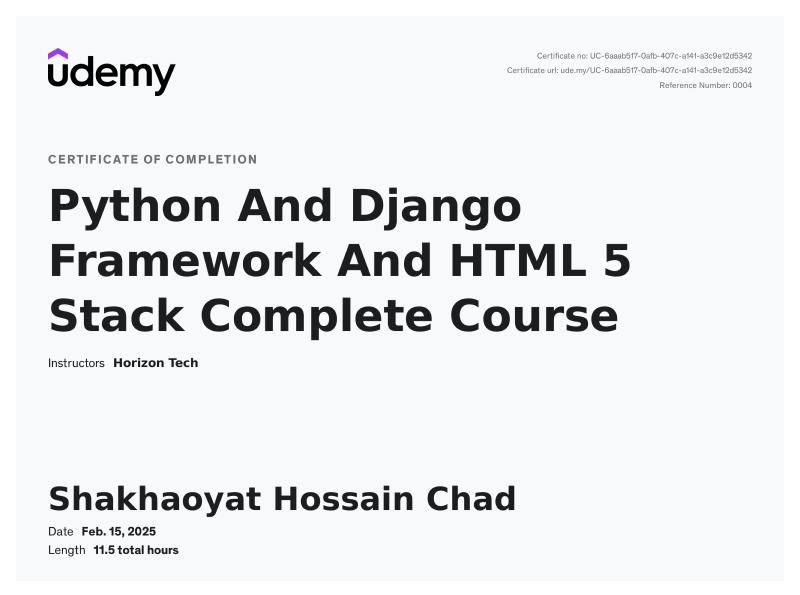 udemy
Certificate no: UC-6aaab517-0afb-407c-a141-a3c9e12d5342
Certificate url: ude.my/UC-6aaab517-0afb-407c-a141-a3c9e12d5342
Reference Number: 0004
CERTIFICATE OF COMPLETION
Python And Django
Framework And HTML 5
Stack Complete Course
Instructors Horizon Tech
Shakhaoyat Hossain Chad
Date Feb. 15, 2025
Length 11.5 total hours